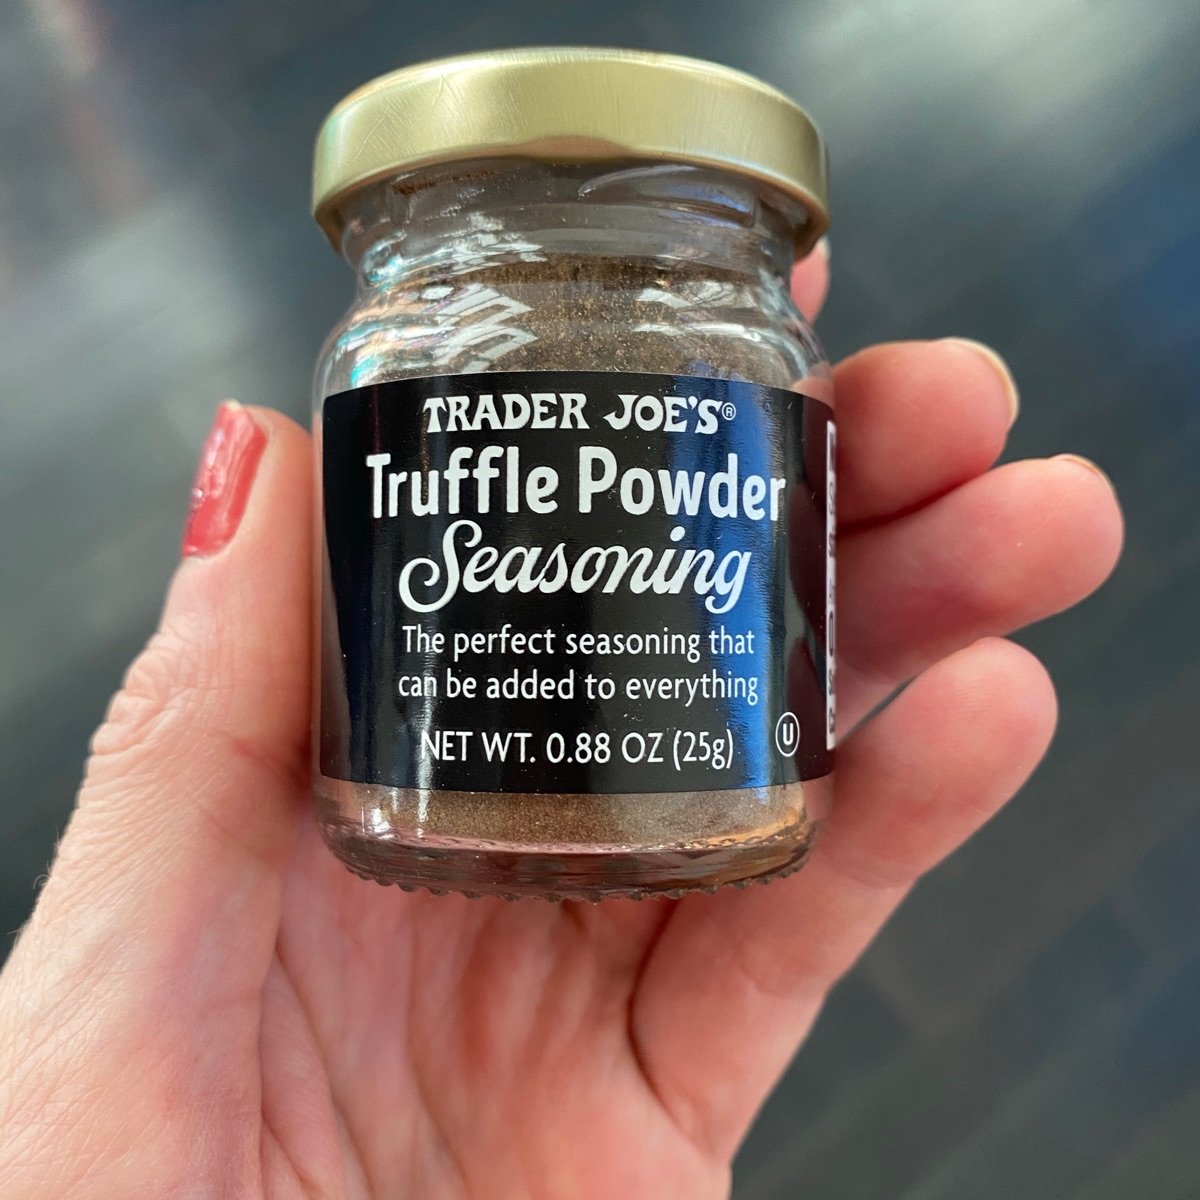 TRADER JOE'S®
Truffle Powder
Seasoning
The perfect seasoning that
can be added to everything
NET WT. 0.88 OZ (25g)
U